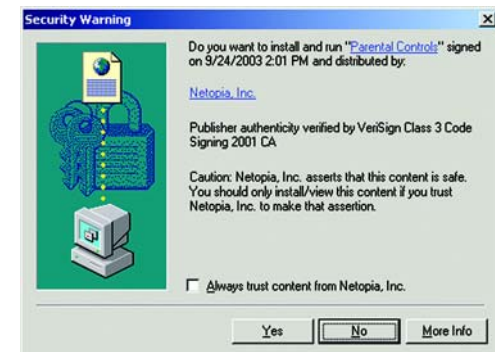 Security Warning
Do you want to install and run "Parental Controls" signed
on 9/24/2003 2:01 PM and distributed by:
Netopia, Inc.
Publisher authenticity verified by VeriSign Class 3 Code
Signing 2001 CA
Caution: Netopia, Inc. asserts that this content is safe.
You should only install/view this content if you trust
Netopia, Inc. to make that assertion.
Always trust content from Netopia, Inc.
Yes No More Info